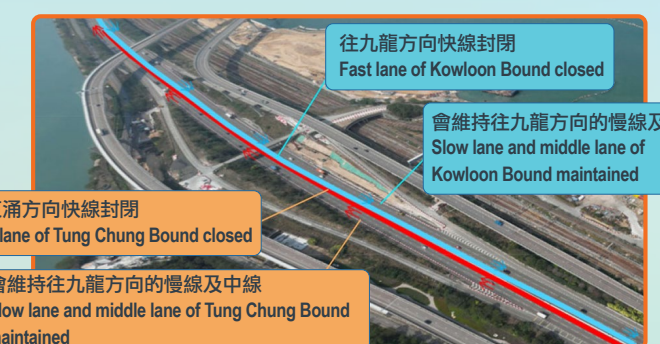 往九龍方向快線封閉
Fast lane of Kowloon Bound closed
會維持往九龍方向的慢線及
Slow lane and middle lane of
Kowloon Bound maintained
涌方向快線封閉
lane of Tung Chung Bound closed
會維持往九龍方向的慢線及中線
low lane and middle lane of Tung Chung Bound
aintained